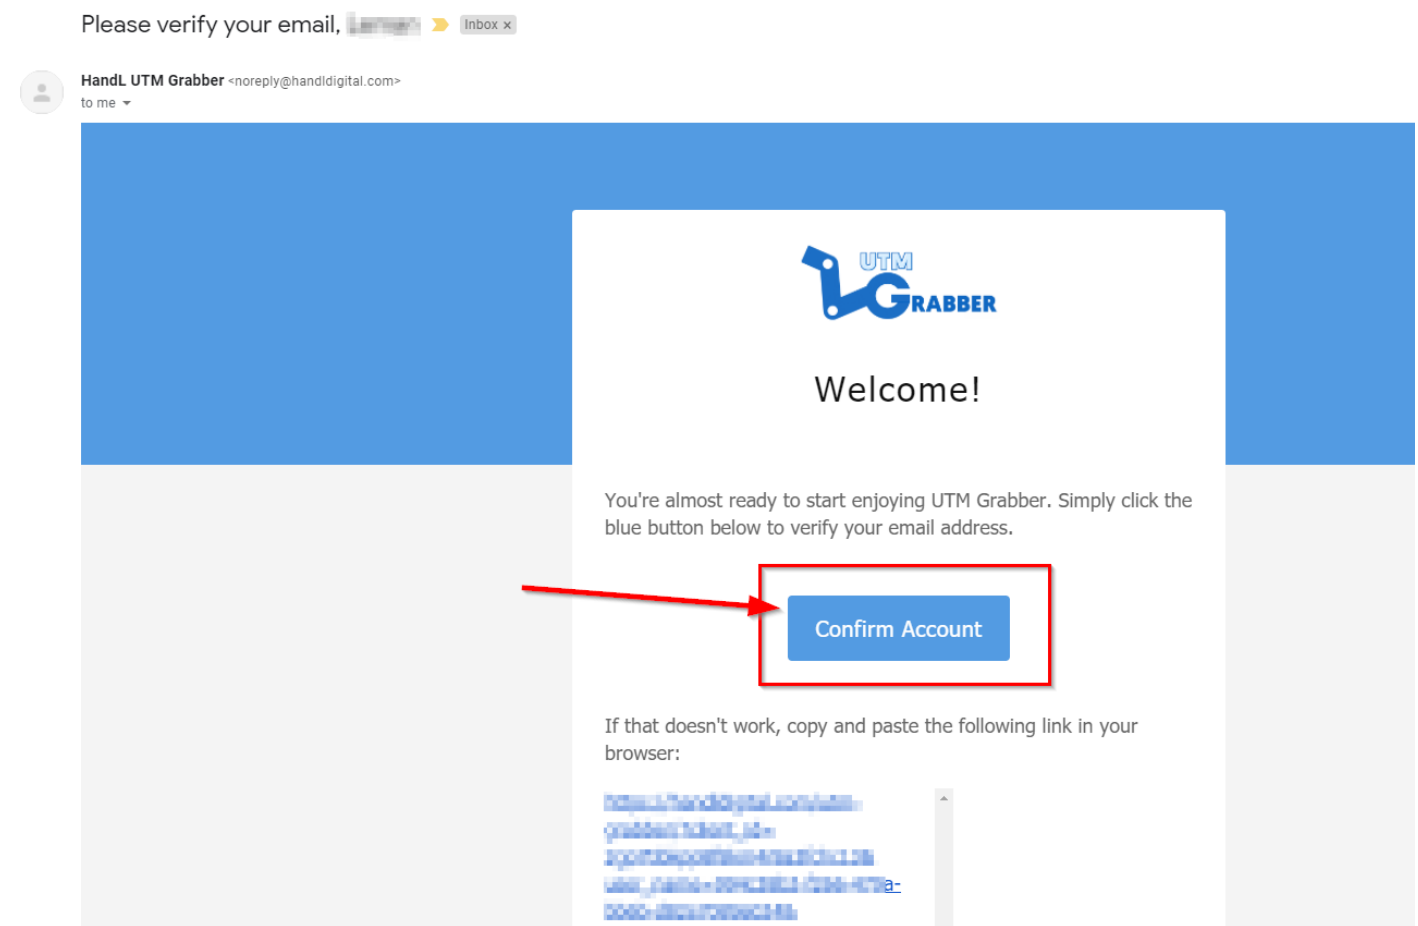 Please verify your email,
Inbox x
HandL UTM Grabber <noreply@handldigital.com>
to me
UTM
GRABBER
Welcome!
You're almost ready to start enjoying UTM Grabber. Simply click the
blue button below to verify your email address.
Confirm Account
If that doesn't work, copy and paste the following link in your
browser: